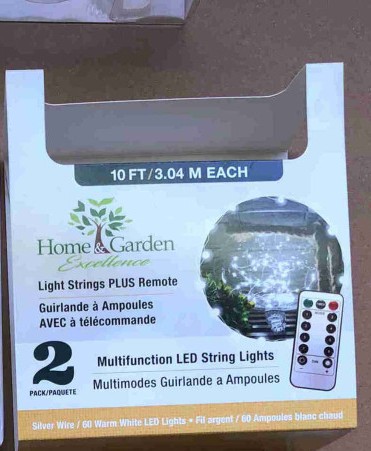 10 FT/3.04 M EACH
Home & Garden
Excellence
Light Strings PLUS Remote
Guirlande à Ampoules
AVEC à télécommande
2
PACK/PAQUETE
Multifunction LED String Lights
Multimodes Guirlande a Ampoules
Silver Wire / 60 Warm White LED Lights • Fil argent / 60 Ampoules blanc chaud